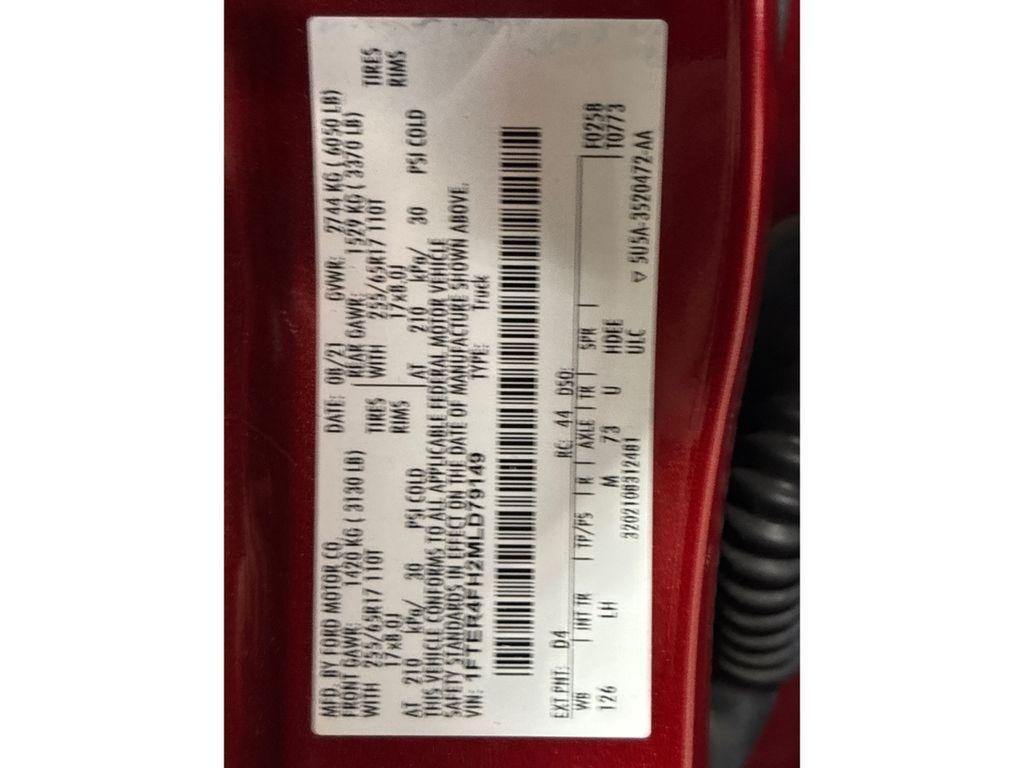 MFD. BY FORD MOTOR CO. DATE: 08/21 GVWR: 2744 KG ( 6050 LB)
FRONT GAWR: 1420 KG ( 3130 LB) REAR GAWR: 1529 KG ( 3370 LB)
WITH 255/65R17 110T TIRES WITH 255/65R17 110T TIRES
17x8.0J RIMS 17x8.0J RIMS
AT 210 kPa/ 30 PSI COLD AT 210 kPa/ 30 PSI COLD
THIS VEHICLE CONFORMS TO ALL APPLICABLE FEDERAL MOTOR VEHICLE
SAFETY STANDARDS IN EFFECT ON THE DATE OF MANUFACTURE SHOWN ABOVE.
VIN: 1FTER4FH2MLD79149 TYPE: Truck
EXT PNT: D4 RC: 44 DSO: F0258
WB INT TR TP/PS R AXLE TR SPR T0773
126 LH M 73 U HDEE
3202108312481 ULC ▽ 5U5A-3520472-AA